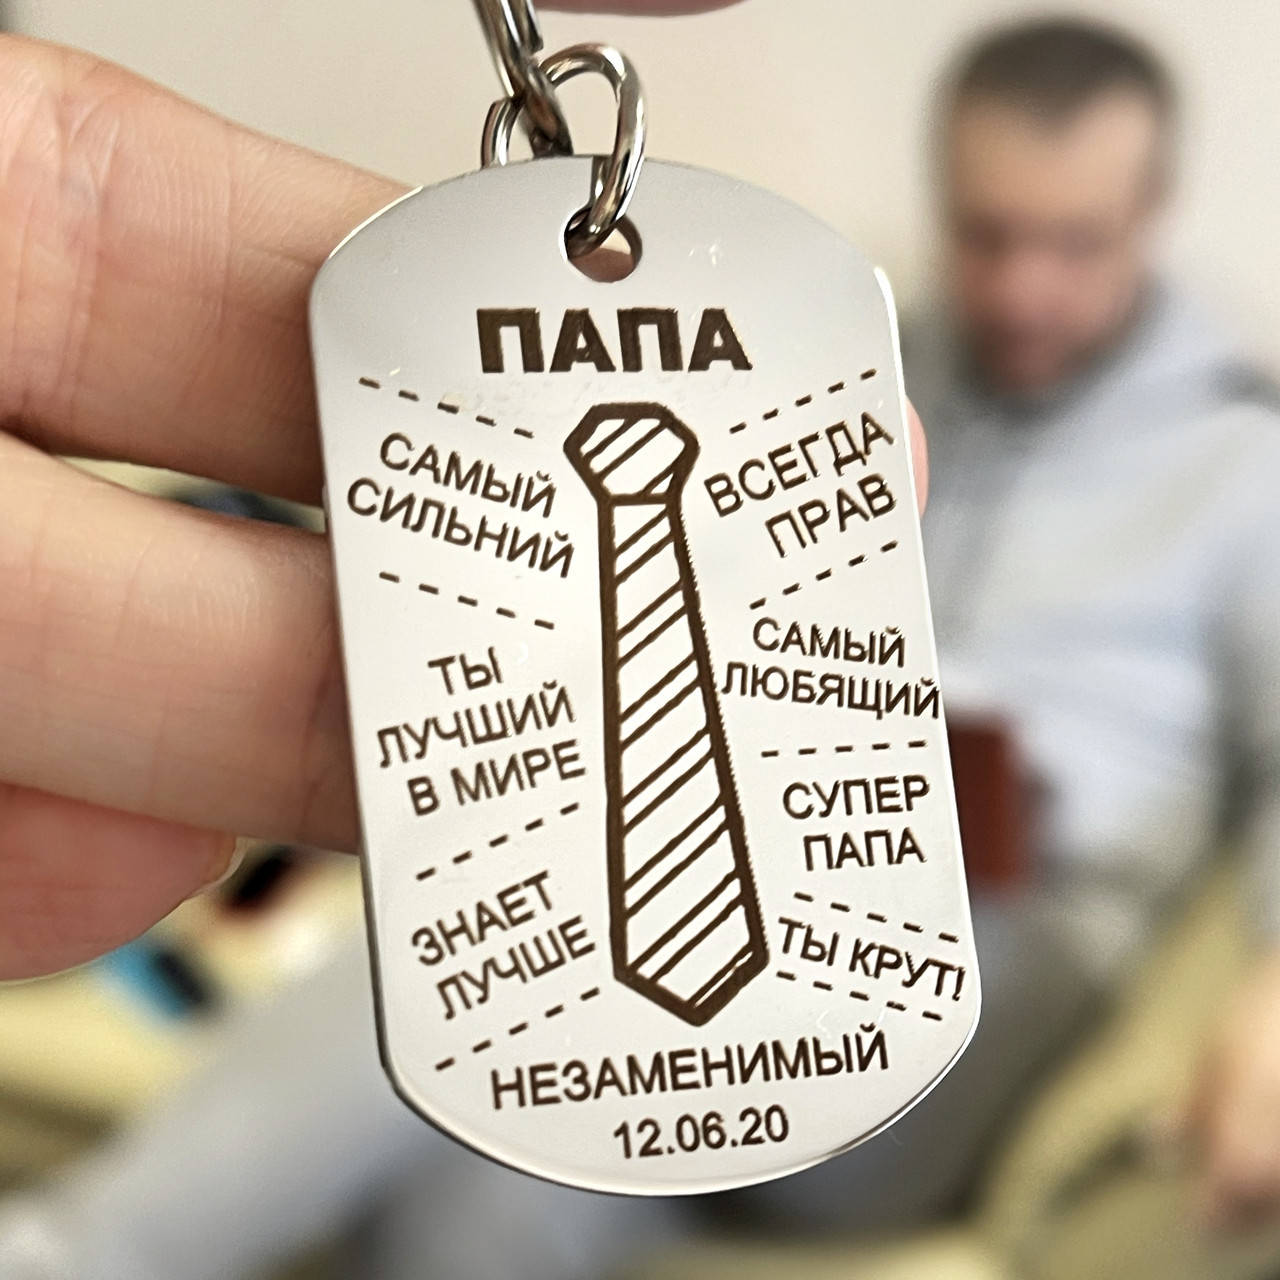 ПАПА
САМЫЙ
СИЛЬНИЙ
ТЫ
ЛУЧШИЙ
В МИРЕ
ЗНАЕТ
ЛУЧШЕ
ВСЕГДА
ПРАВ
САМЫЙ
ЛЮБЯЩИЙ
СУПЕР
ПАПА
ТЫ КРУТ!
НЕЗАМЕНИМЫЙ
12.06.20